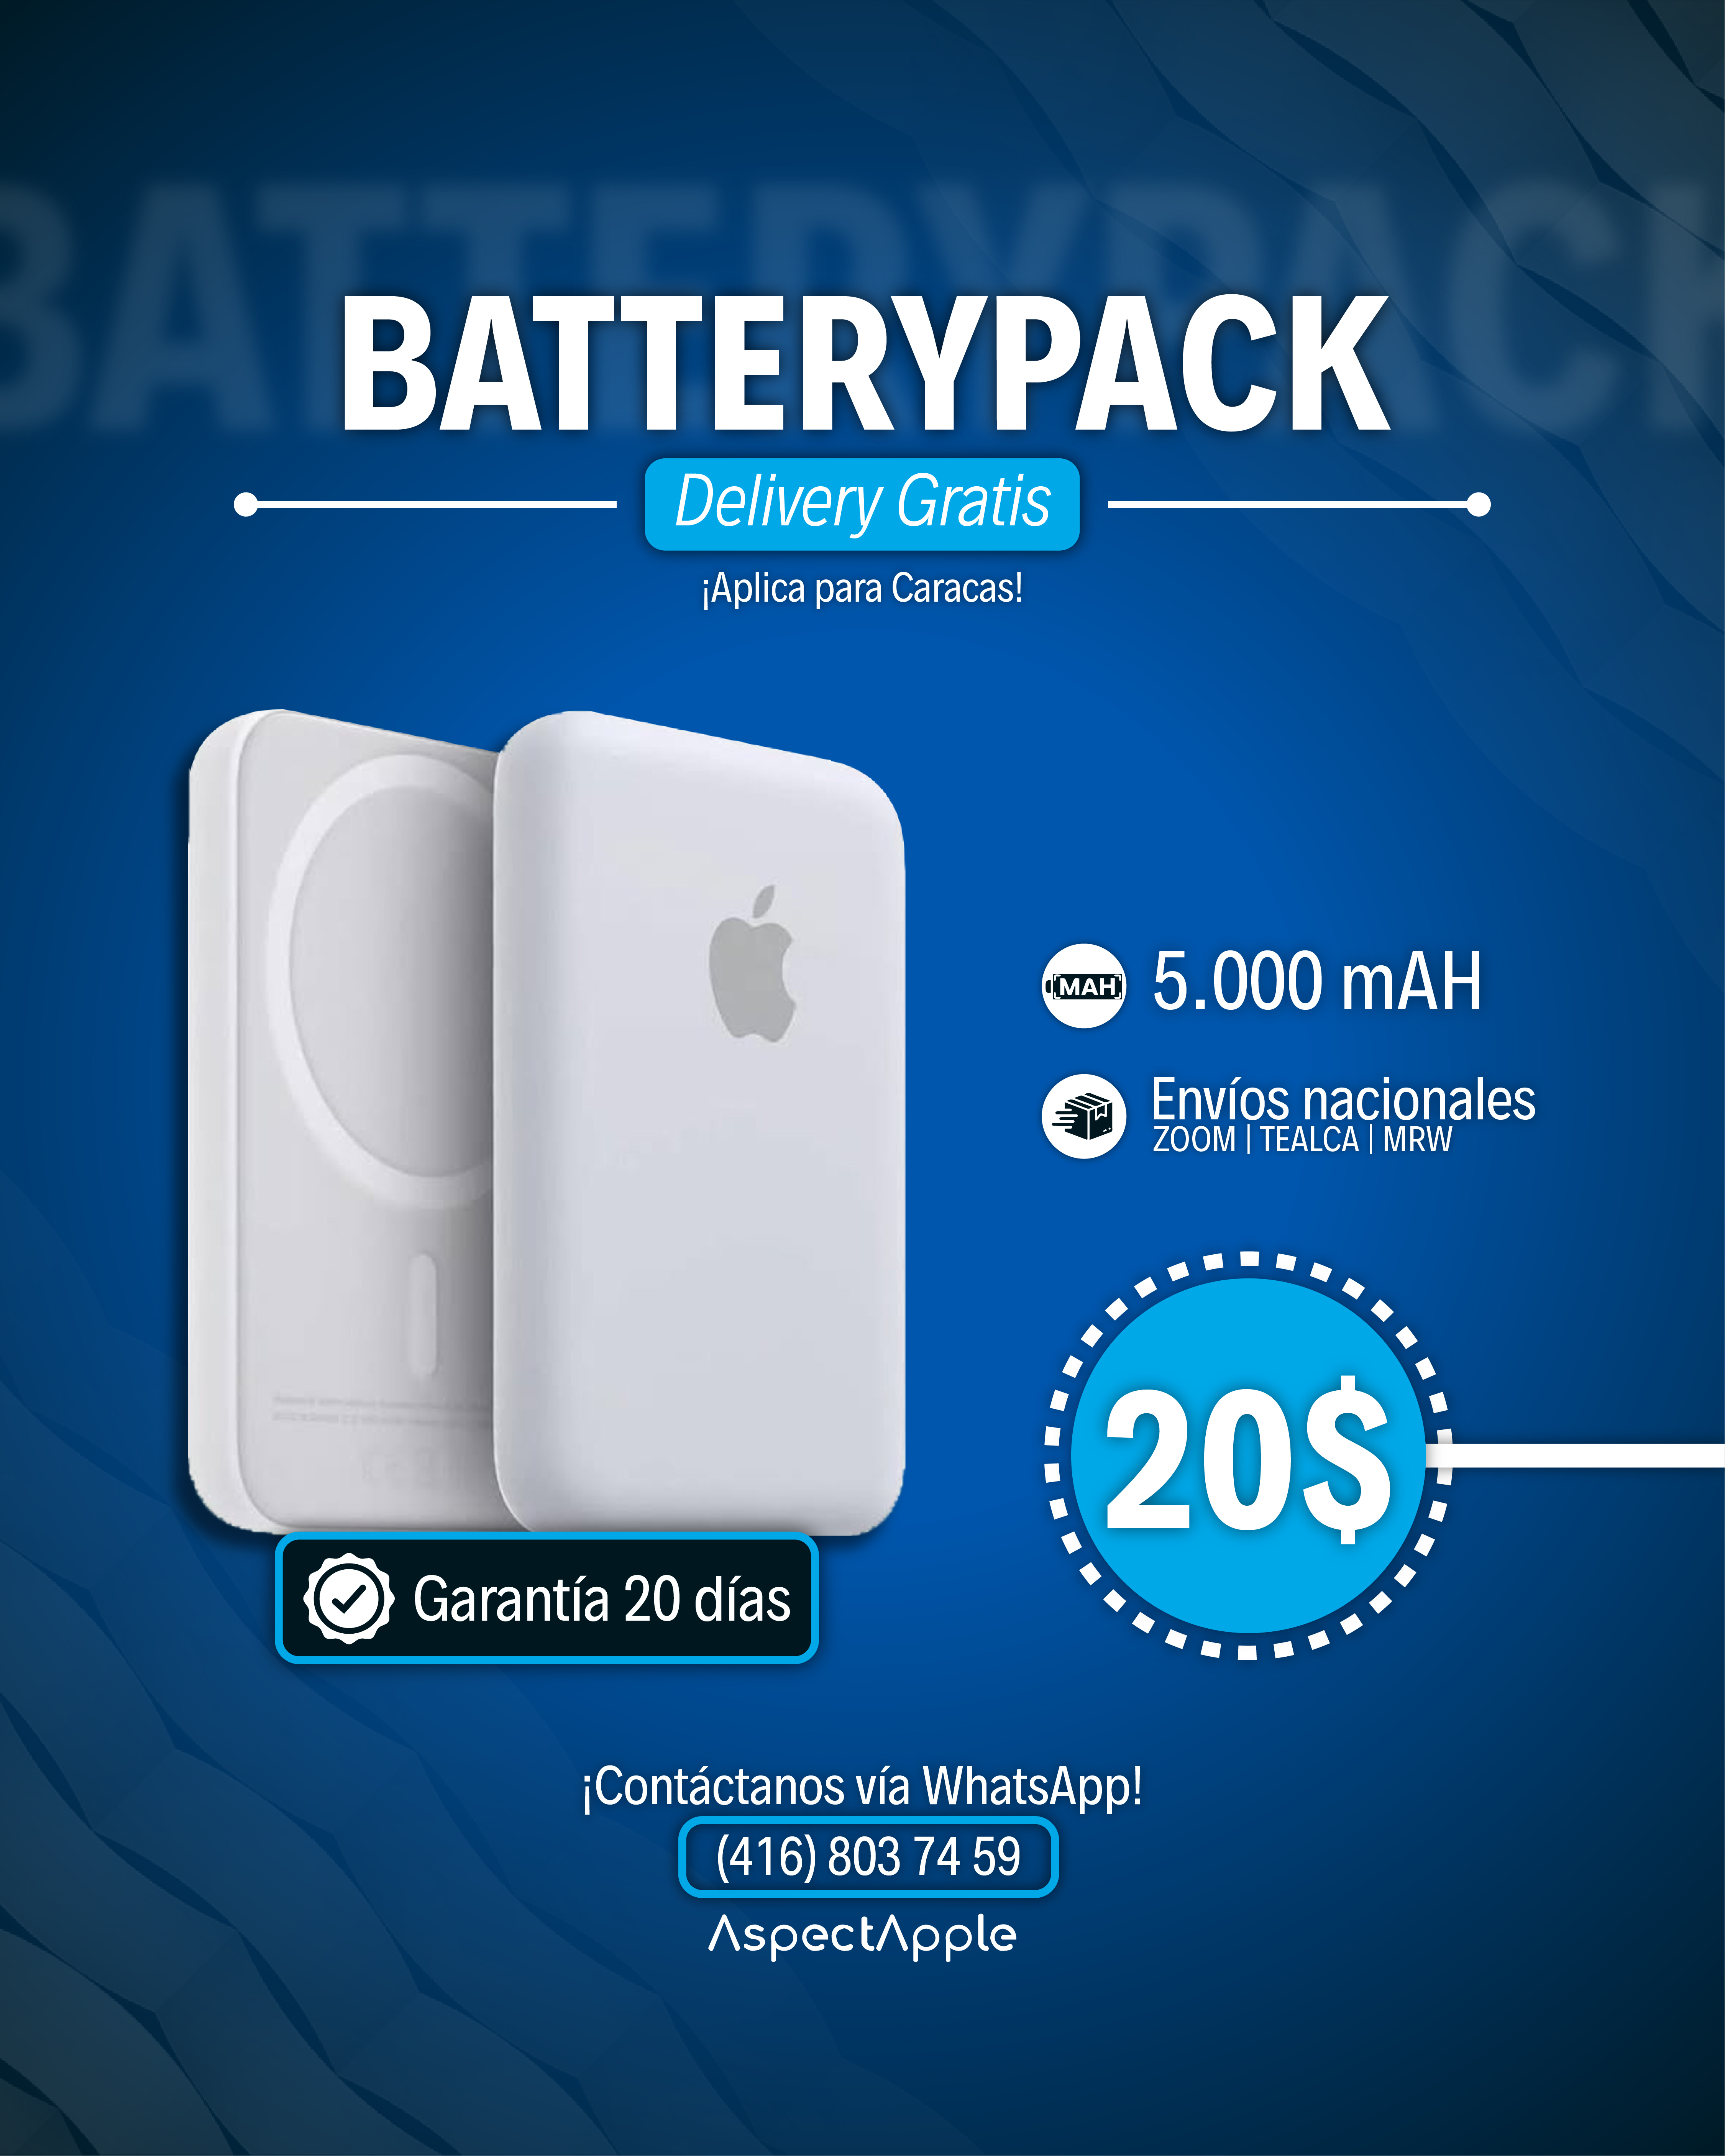 BATTERYPACK
BATTERYPACK
Delivery Gratis
¡Aplica para Caracas!
MAH
5.000 mAH
Envíos nacionales
ZOOM | TEALCA | MRW
20$
Garantía 20 días
¡Contáctanos vía WhatsApp!
(416) 803 74 59
AspectApple